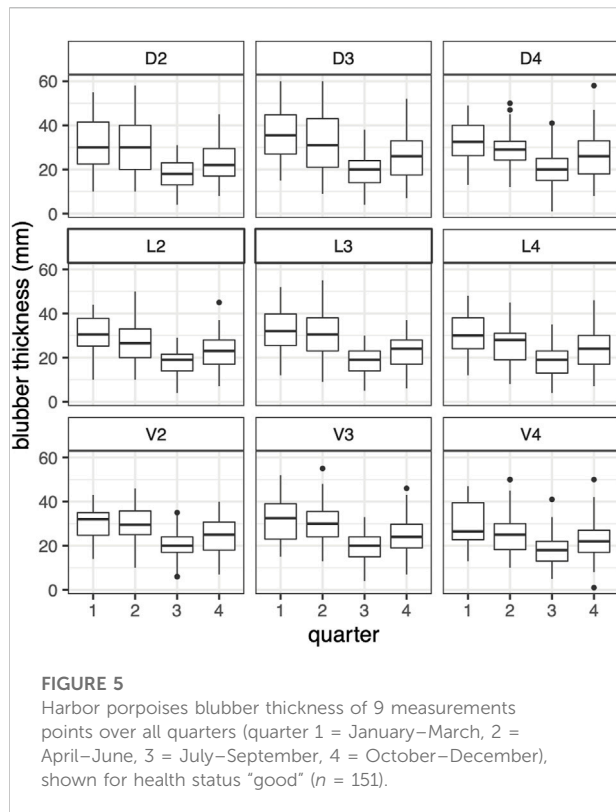 D2 D3 D4
60
40
20
0
L2 L3 L4
60
40
20
0
V2 V3 V4
60
40
20
0
1 2 3 4 1 2 3 4 1 2 3 4
blubber thickness (mm)
quarter
FIGURE 5
Harbor porpoises blubber thickness of 9 measurements
points over all quarters (quarter 1 = January–March, 2 =
April–June, 3 = July–September, 4 = October–December),
shown for health status “good” (n = 151).